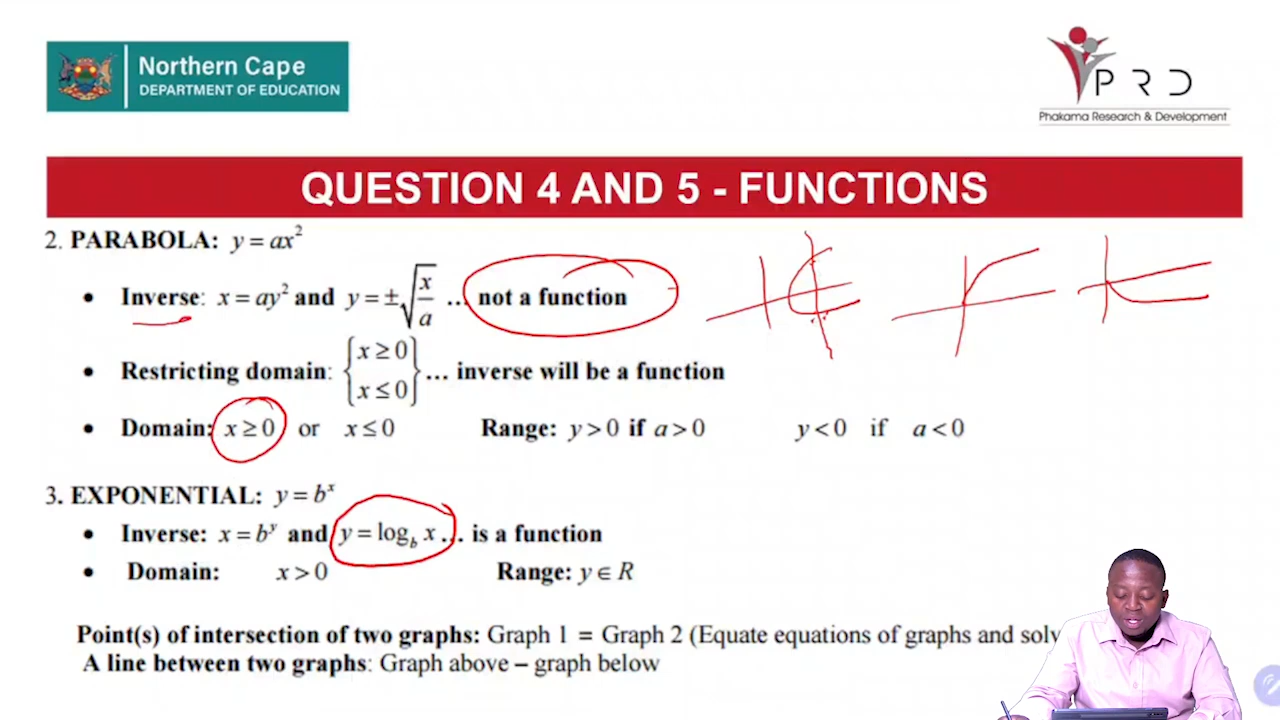 Northern Cape
DEPARTMENT OF EDUCATION
PRD
Phakama Research & Development
QUESTION 4 AND 5 - FUNCTIONS
2. PARABOLA: y = ax²
• Inverse: x = ay² and y = ±√(x/a) ... not a function
• Restricting domain: {x ≥ 0 x ≤ 0} ... inverse will be a function
• Domain: x ≥ 0 or x ≤ 0 Range: y > 0 if a > 0 y < 0 if a < 0
3. EXPONENTIAL: y = bˣ
• Inverse: x = bʸ and y = log_b x ... is a function
• Domain: x > 0 Range: y ∈ R
Point(s) of intersection of two graphs: Graph 1 = Graph 2 (Equate equations of graphs and solv
A line between two graphs: Graph above – graph below